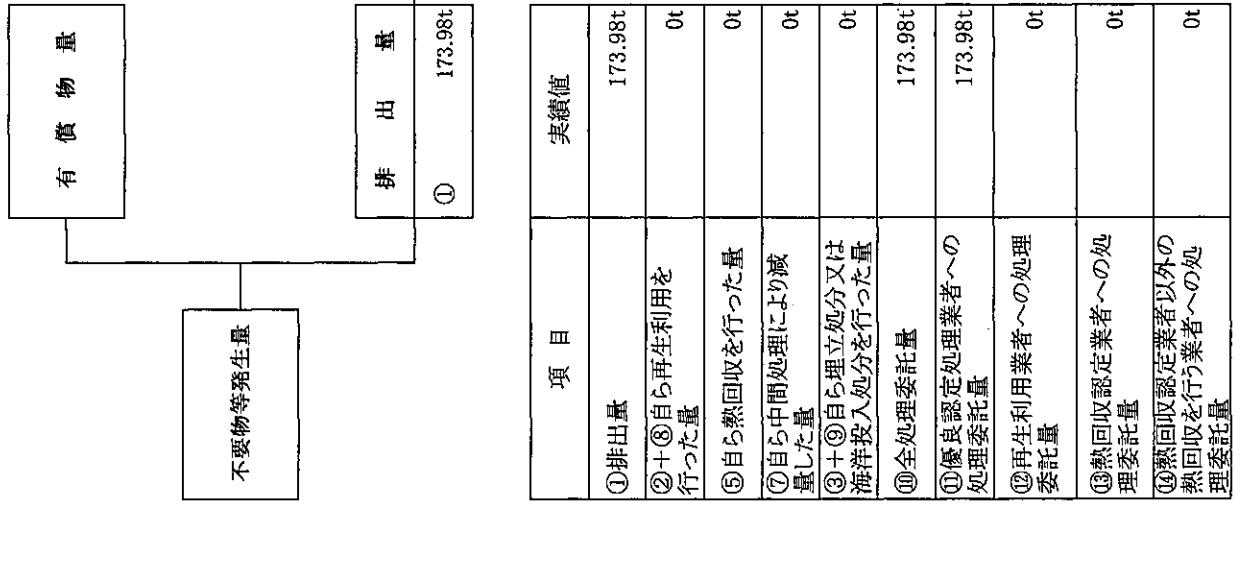 不要物等発生量
有償物量
排出量
① 173.98t
項目 実績値
①排出量 173.98t
②+⑧自ら再生利用を
行った量 0t
⑤自ら熱回収を行った量 0t
⑦自ら中間処理により減
量した量 0t
③+⑨自ら埋立処分又は
海洋投入処分を行った量 0t
⑩全処理委託量 173.98t
⑪優良認定処理業者への
処理委託量 173.98t
⑫再生利用業者への処理
委託量 0t
⑬熱回収認定業者への処
理委託量 0t
⑭熱回収認定業者以外の
熱回収を行う業者への処
理委託量 0t